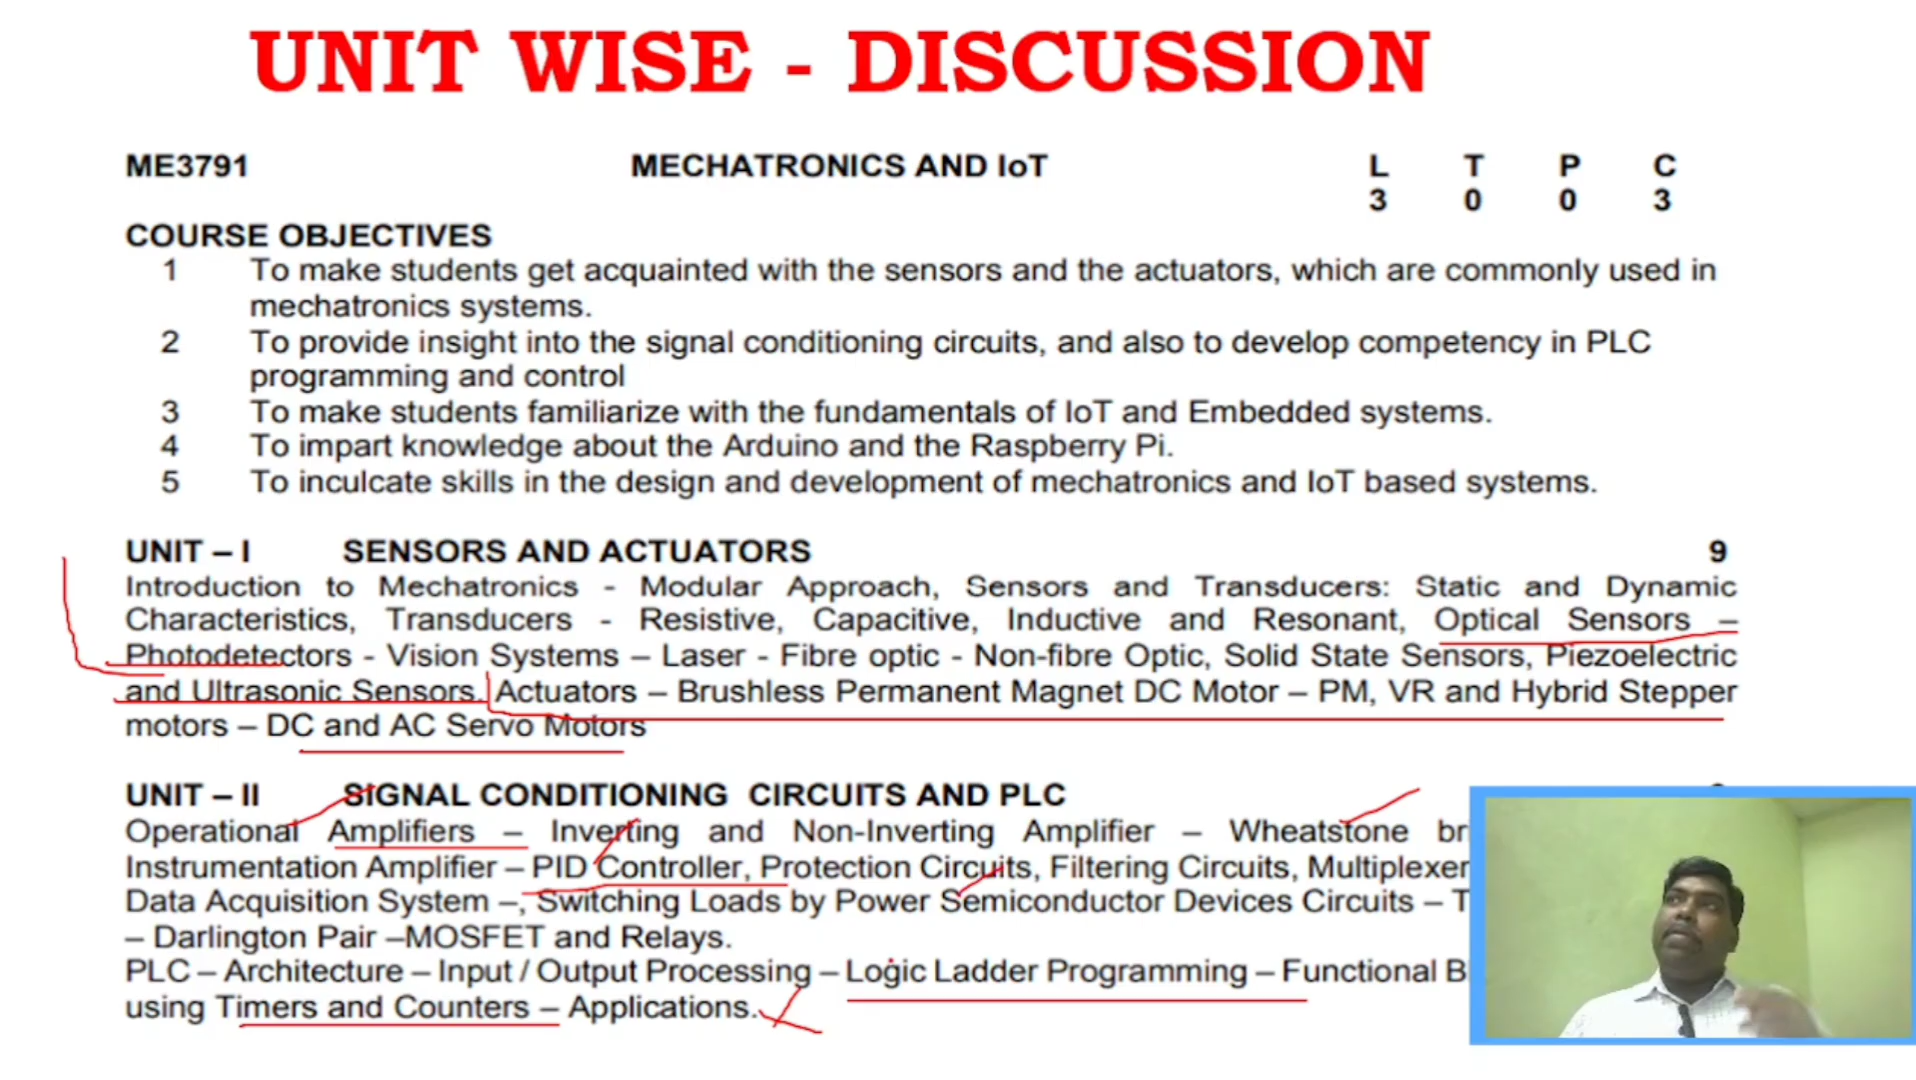 UNIT WISE - DISCUSSION
ME3791 MECHATRONICS AND IoT L T P C
3 0 0 3
COURSE OBJECTIVES
1 To make students get acquainted with the sensors and the actuators, which are commonly used in
mechatronics systems.
2 To provide insight into the signal conditioning circuits, and also to develop competency in PLC
programming and control
3 To make students familiarize with the fundamentals of IoT and Embedded systems.
4 To impart knowledge about the Arduino and the Raspberry Pi.
5 To inculcate skills in the design and development of mechatronics and IoT based systems.
UNIT – I SENSORS AND ACTUATORS 9
Introduction to Mechatronics - Modular Approach, Sensors and Transducers: Static and Dynamic
Characteristics, Transducers - Resistive, Capacitive, Inductive and Resonant, Optical Sensors –
Photodetectors - Vision Systems – Laser - Fibre optic - Non-fibre Optic, Solid State Sensors, Piezoelectric
and Ultrasonic Sensors. Actuators – Brushless Permanent Magnet DC Motor – PM, VR and Hybrid Stepper
motors – DC and AC Servo Motors
UNIT – II SIGNAL CONDITIONING CIRCUITS AND PLC
Operational Amplifiers – Inverting and Non-Inverting Amplifier – Wheatstone br
Instrumentation Amplifier – PID Controller, Protection Circuits, Filtering Circuits, Multiplexer
Data Acquisition System –, Switching Loads by Power Semiconductor Devices Circuits – T
– Darlington Pair –MOSFET and Relays.
PLC – Architecture – Input / Output Processing – Logic Ladder Programming – Functional B
using Timers and Counters – Applications.